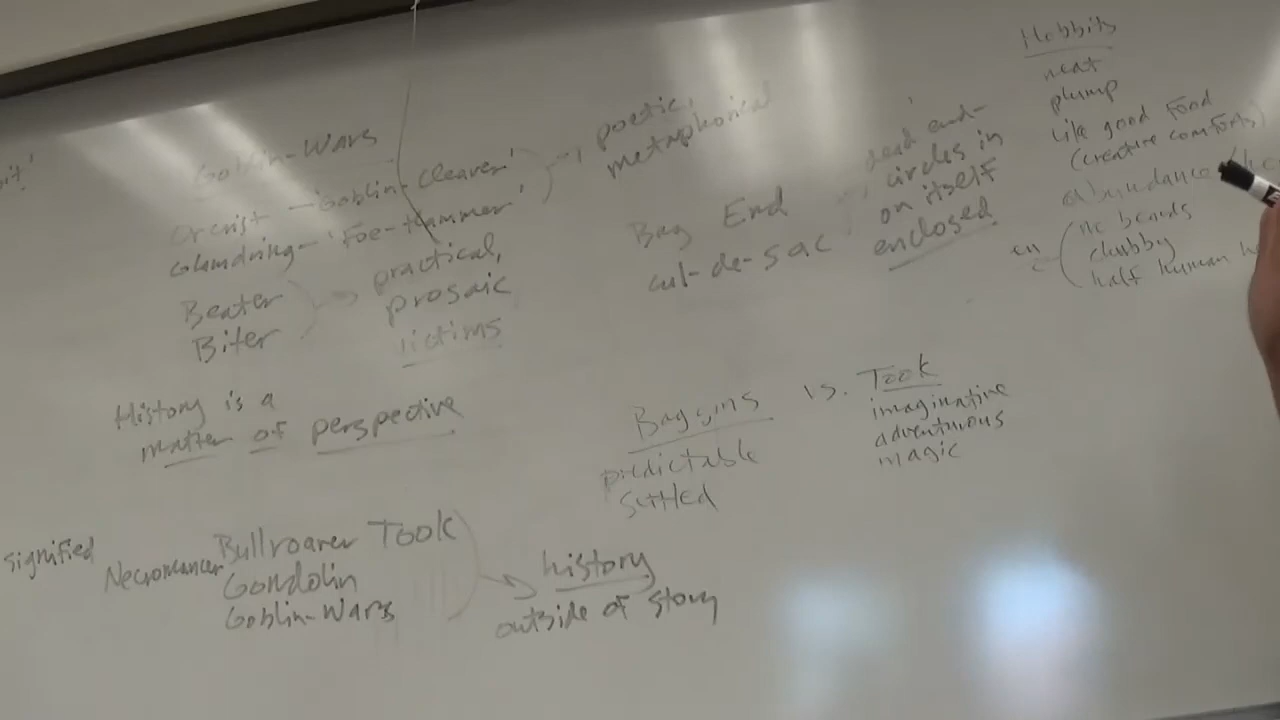 Goblin-Wars
Orcrist - 'Goblin-Cleaver'
Glamdring - 'Foe-Hammer'
poetic,
metaphorical
Beater
Biter
practical,
prosaic
victims
History is a
matter of perspective
signified
Necromancer
Bullroarer Took
Gondolin
Goblin-Wars
history
outside of story
Bag End
cul-de-sac
dead end-
circles in
on itself
enclosed
Baggins vs. Took
predictable
settled
imaginative
adventurous
magic
Hobbits
neat
plump
like good food
(creature comforts)
abundance
no beards
chubby
half human